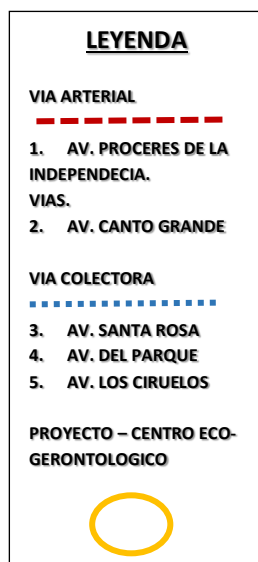 LEYENDA
VIA ARTERIAL
1. AV. PROCERES DE LA
INDEPENDECIA.
VIAS.
2. AV. CANTO GRANDE
VIA COLECTORA
3. AV. SANTA ROSA
4. AV. DEL PARQUE
5. AV. LOS CIRUELOS
PROYECTO – CENTRO ECO-
GERONTOLOGICO